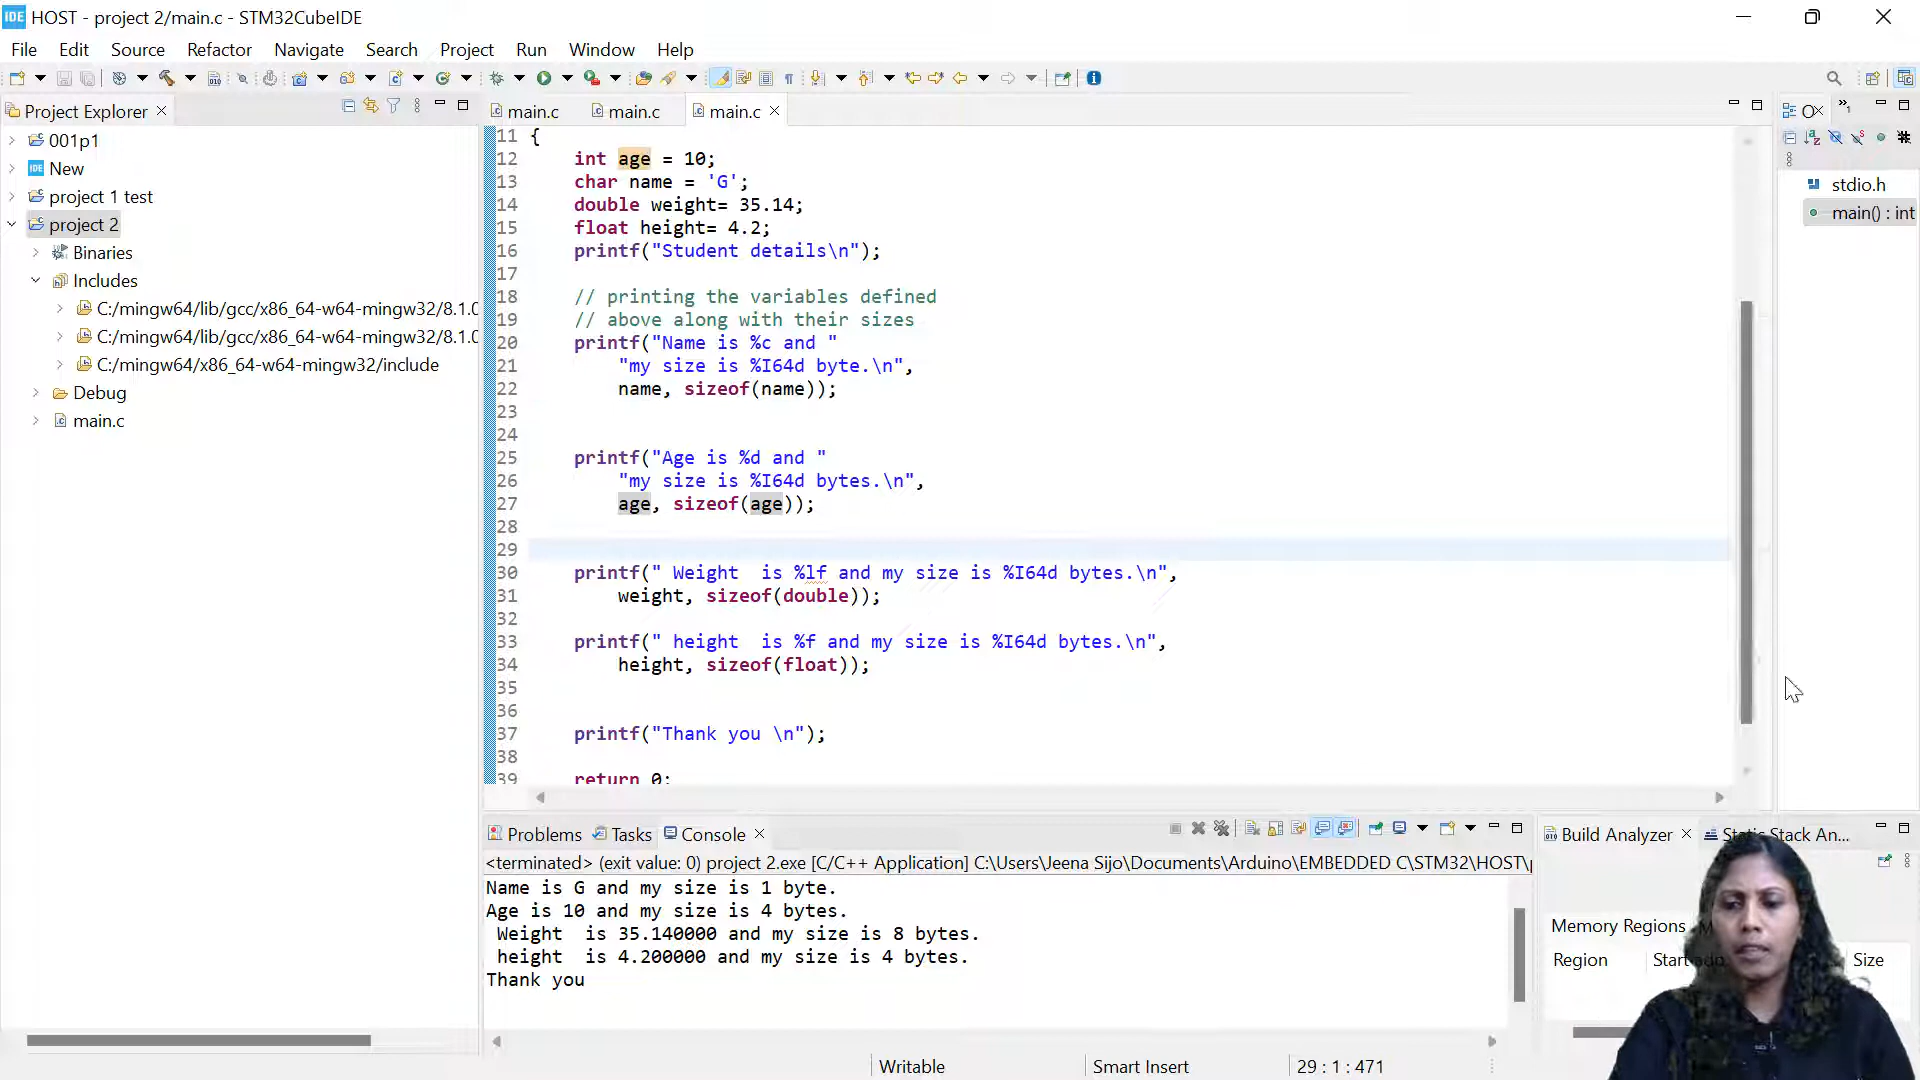 IDE HOST - project 2/main.c - STM32CubeIDE
File Edit Source Refactor Navigate Search Project Run Window Help
Project Explorer
001p1
IDE New
project 1 test
project 2
Binaries
Includes
C:/mingw64/lib/gcc/x86_64-w64-mingw32/8.1.0
C:/mingw64/lib/gcc/x86_64-w64-mingw32/8.1.0
C:/mingw64/x86_64-w64-mingw32/include
Debug
main.c
main.c main.c main.c
11 {
12 int age = 10;
13 char name = 'G';
14 double weight= 35.14;
15 float height= 4.2;
16 printf("Student details\n");
17
18 // printing the variables defined
19 // above along with their sizes
20 printf("Name is %c and "
21 "my size is %I64d byte.\n",
22 name, sizeof(name));
23
24
25 printf("Age is %d and "
26 "my size is %I64d bytes.\n",
27 age, sizeof(age));
28
29
30 printf(" Weight  is %lf and my size is %I64d bytes.\n",
31 weight, sizeof(double));
32
33 printf(" height  is %f and my size is %I64d bytes.\n",
34 height, sizeof(float));
35
36
37 printf("Thank you \n");
38
39 return 0;
stdio.h
main() : int
Problems Tasks Console
<terminated> (exit value: 0) project 2.exe [C/C++ Application] C:\Users\Jeena Sijo\Documents\Arduino\EMBEDDED C\STM32\HOST\
Name is G and my size is 1 byte.
Age is 10 and my size is 4 bytes.
Weight  is 35.140000 and my size is 8 bytes.
height  is 4.200000 and my size is 4 bytes.
Thank you
Build Analyzer Static Stack An...
Memory Regions
Region Start Size
Writable Smart Insert 29 : 1 : 471